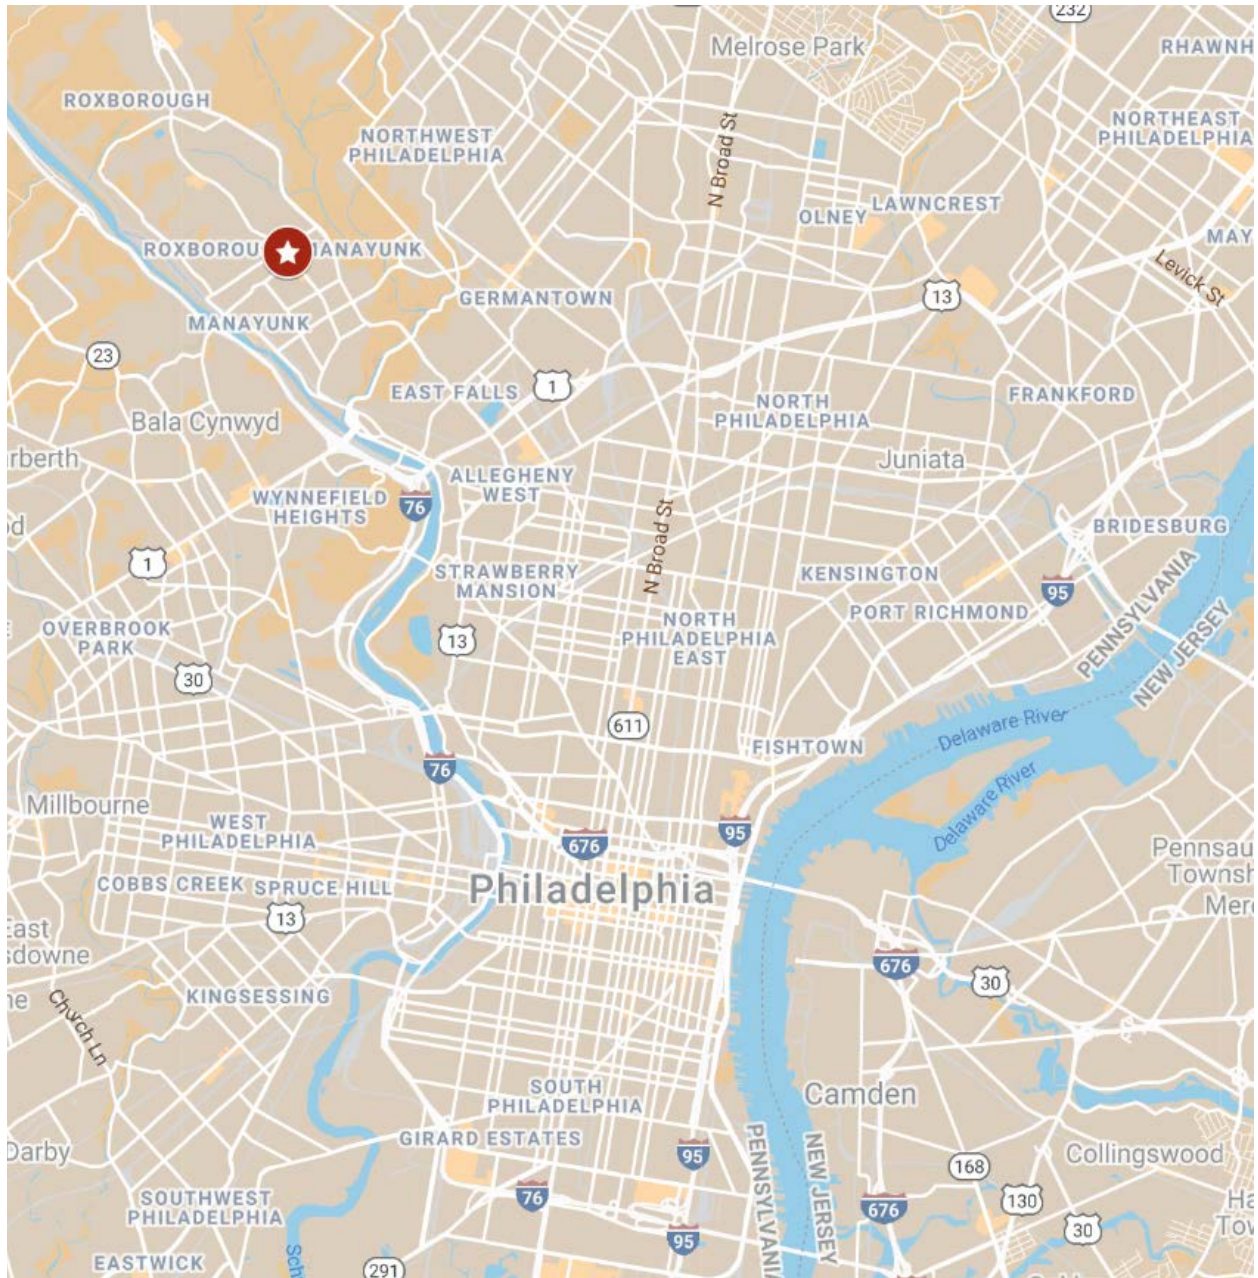 232
Melrose Park
RHAWNH
ROXBOROUGH
NORTHWEST
PHILADELPHIA
NORTHEAST
PHILADELPHIA
N Broad St
OLNEY
LAWNCREST
ROXBOROU
MANAYUNK
MAY
Levick St
GERMANTOWN
13
MANAYUNK
23
EAST FALLS
1
NORTH
PHILADELPHIA
FRANKFORD
Bala Cynwyd
rberth
Juniata
ALLEGHENY
WEST
WYNNEFIELD
HEIGHTS
76
N Broad St
BRIDESBURG
od
1
STRAWBERRY
MANSION
KENSINGTON
95
PENNSYLVANIA
NEW JERSEY
PORT RICHMOND
OVERBROOK
PARK
13
NORTH
PHILADELPHIA
EAST
30
611
Delaware River
FISHTOWN
76
Millbourne
Delaware River
WEST
PHILADELPHIA
676
95
Pennsau
Townsh
Mer
Philadelphia
COBBS CREEK
SPRUCE HILL
13
East
sdowne
676
30
ne
KINGSESSING
Church Ln
SOUTH
PHILADELPHIA
Camden
GIRARD ESTATES
Darby
95
PENNSYLVANIA
NEW JERSEY
Collingswood
168
76
130
676
Ha
Tow
SOUTHWEST
PHILADELPHIA
30
95
EASTWICK
Sch
291